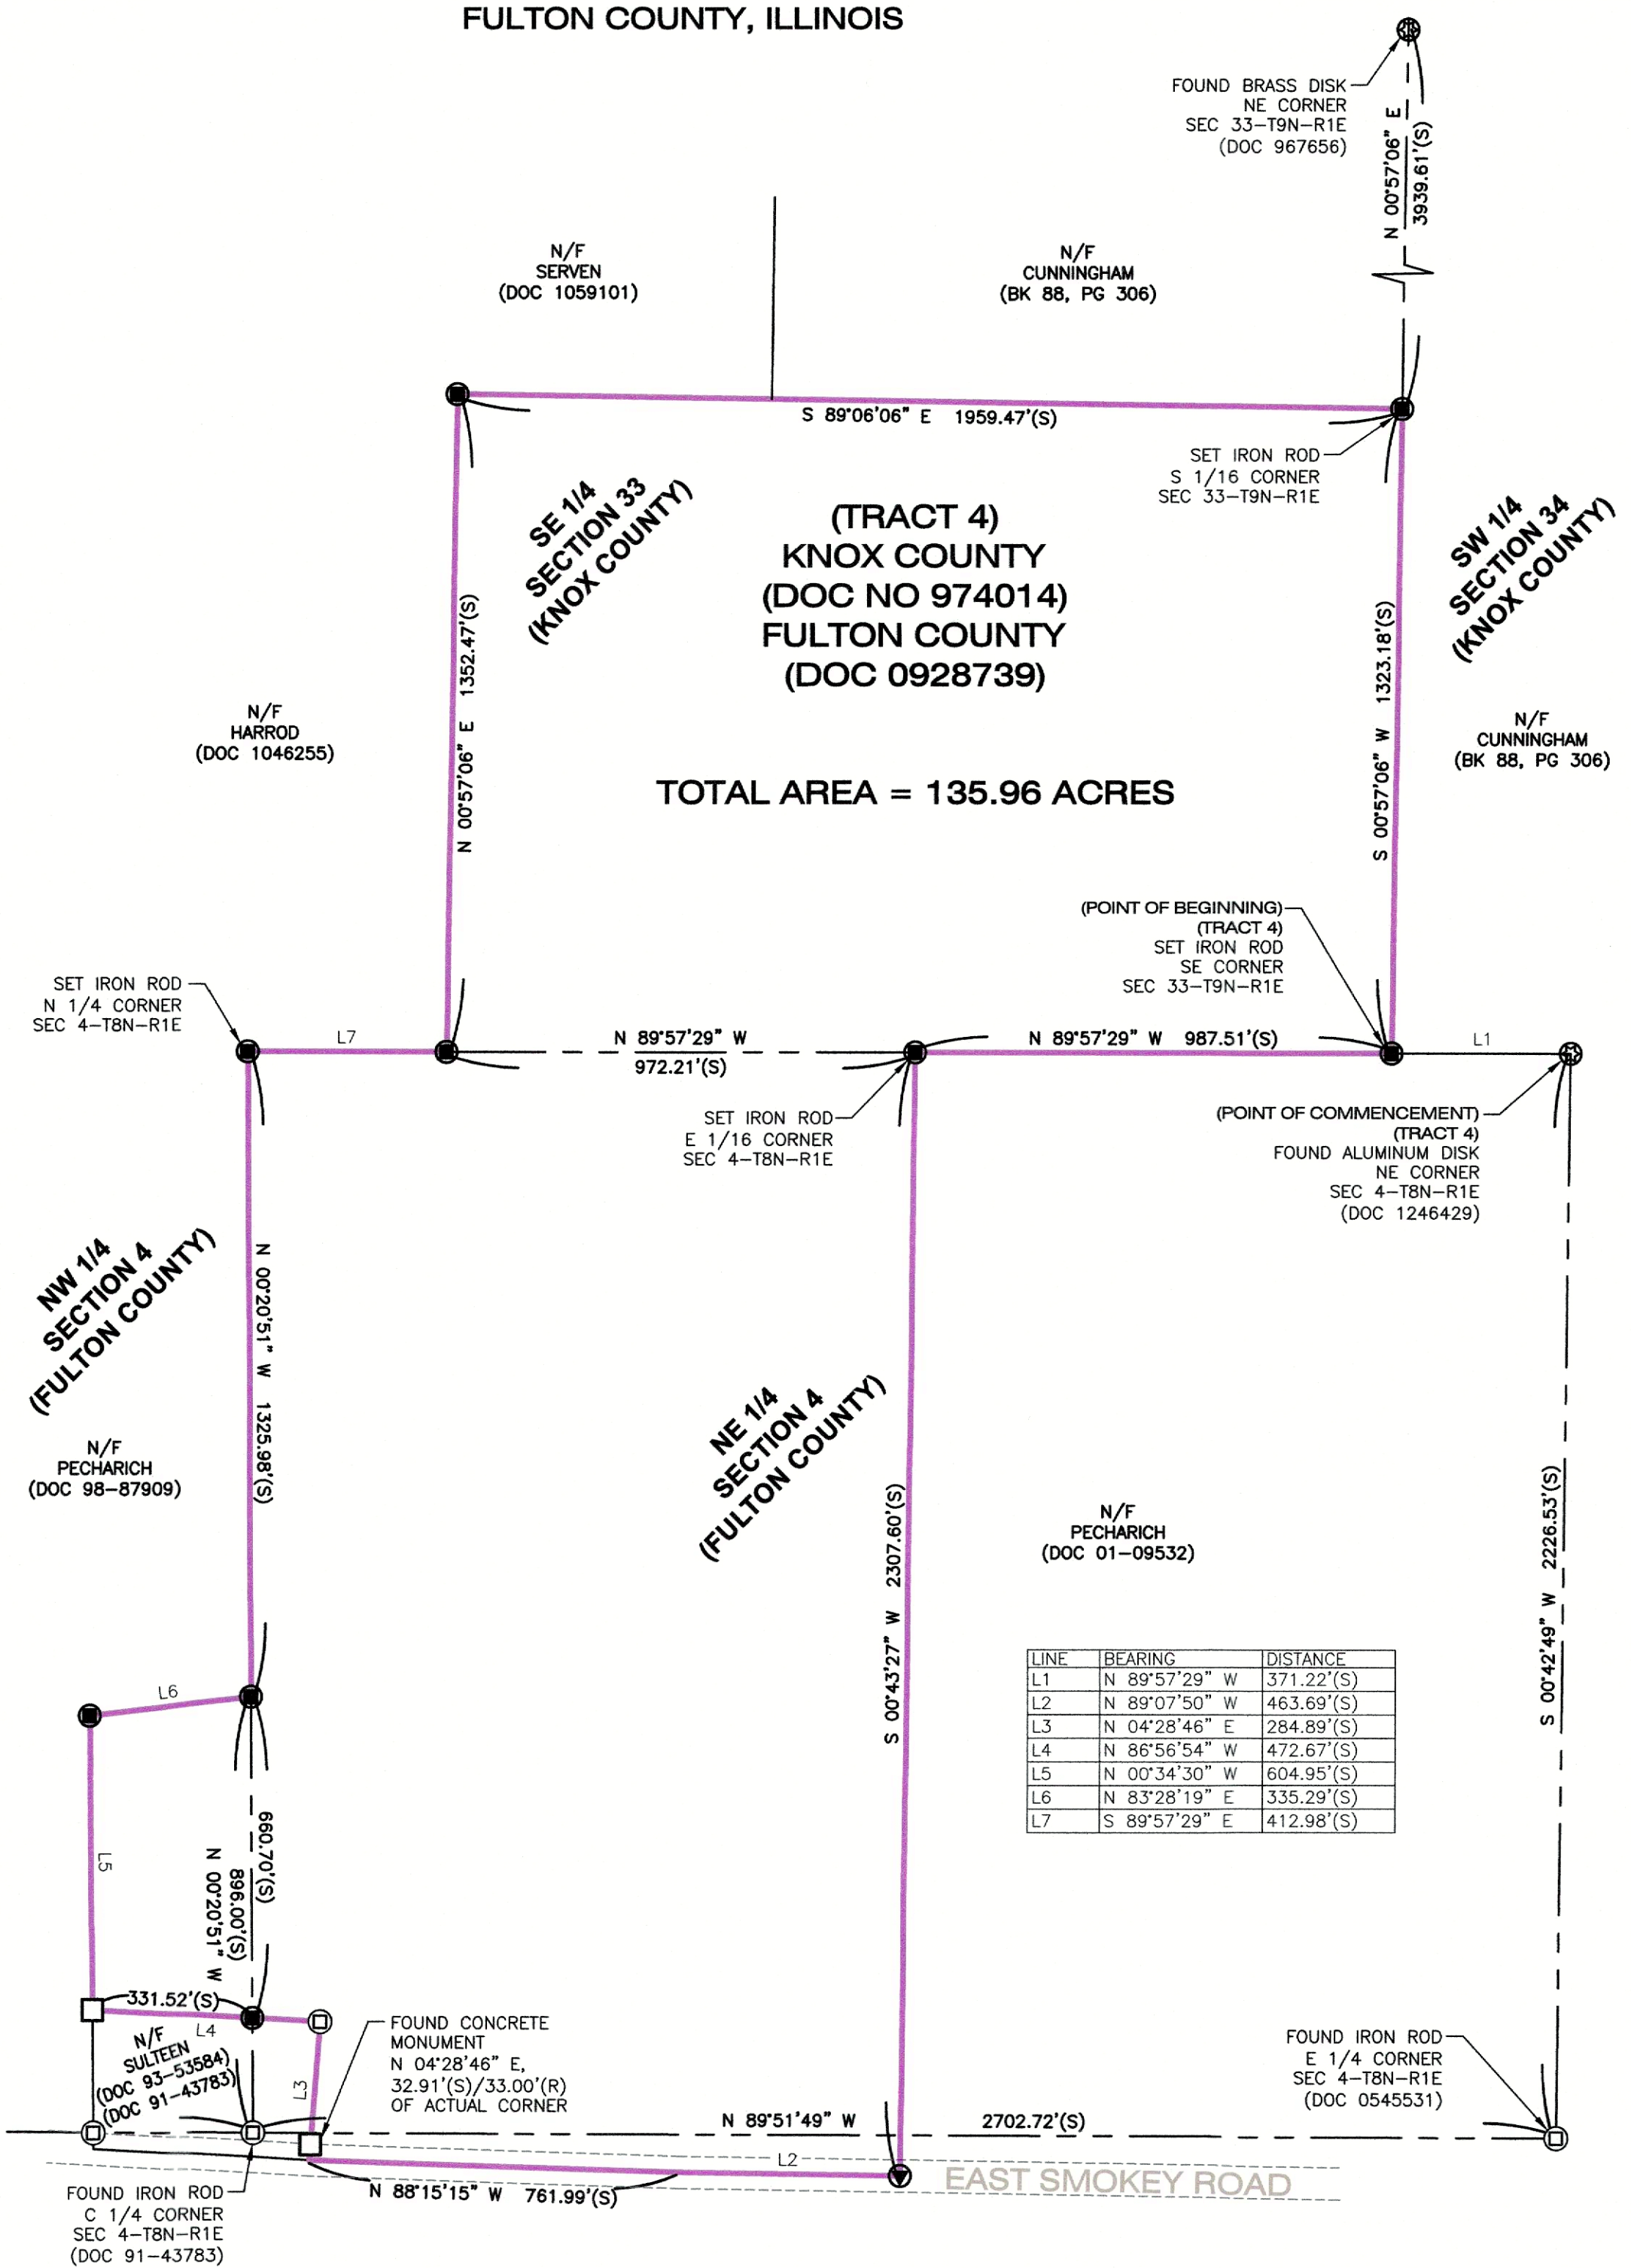 FULTON COUNTY, ILLINOIS
FOUND BRASS DISK
NE CORNER
SEC 33-T9N-R1E
(DOC 967656)
N 00°57'06" E
3939.61'(S)
N/F
SERVEN
(DOC 1059101)
N/F
CUNNINGHAM
(BK 88, PG 306)
S 89°06'06" E 1959.47'(S)
SET IRON ROD
S 1/16 CORNER
SEC 33-T9N-R1E
SE 1/4
SECTION 33
(KNOX COUNTY)
(TRACT 4)
KNOX COUNTY
(DOC NO 974014)
FULTON COUNTY
(DOC 0928739)
SW 1/4
SECTION 34
(KNOX COUNTY)
N 00°57'06" E 1352.47'(S)
S 00°57'06" W 1323.18'(S)
N/F
HARROD
(DOC 1046255)
N/F
CUNNINGHAM
(BK 88, PG 306)
TOTAL AREA = 135.96 ACRES
(POINT OF BEGINNING)
(TRACT 4)
SET IRON ROD
SE CORNER
SEC 33-T9N-R1E
SET IRON ROD
N 1/4 CORNER
SEC 4-T8N-R1E
L7
N 89°57'29" W
972.21'(S)
N 89°57'29" W 987.51'(S)
L1
SET IRON ROD
E 1/16 CORNER
SEC 4-T8N-R1E
(POINT OF COMMENCEMENT)
(TRACT 4)
FOUND ALUMINUM DISK
NE CORNER
SEC 4-T8N-R1E
(DOC 1246429)
NW 1/4
SECTION 4
(FULTON COUNTY)
N 00°20'51" W 1325.98'(S)
NE 1/4
SECTION 4
(FULTON COUNTY)
N/F
PECHARICH
(DOC 98-87909)
S 00°43'27" W 2307.60'(S)
N/F
PECHARICH
(DOC 01-09532)
S 00°42'49" W 2226.53'(S)
LINE BEARING DISTANCE
L1 N 89°57'29" W 371.22'(S)
L2 N 89°07'50" W 463.69'(S)
L3 N 04°28'46" E 284.89'(S)
L4 N 86°56'54" W 472.67'(S)
L5 N 00°34'30" W 604.95'(S)
L6 N 83°28'19" E 335.29'(S)
L7 S 89°57'29" E 412.98'(S)
L6
L5
660.70'(S)
896.00'(S)
N 00°20'51" W
331.52'(S)
L4
N/F
SULTEEN
(DOC 93-53584)
(DOC 91-43783)
L3
FOUND CONCRETE
MONUMENT
N 04°28'46" E,
32.91'(S)/33.00'(R)
OF ACTUAL CORNER
FOUND IRON ROD
E 1/4 CORNER
SEC 4-T8N-R1E
(DOC 0545531)
N 89°51'49" W 2702.72'(S)
L2
EAST SMOKEY ROAD
N 88°15'15" W 761.99'(S)
FOUND IRON ROD
C 1/4 CORNER
SEC 4-T8N-R1E
(DOC 91-43783)